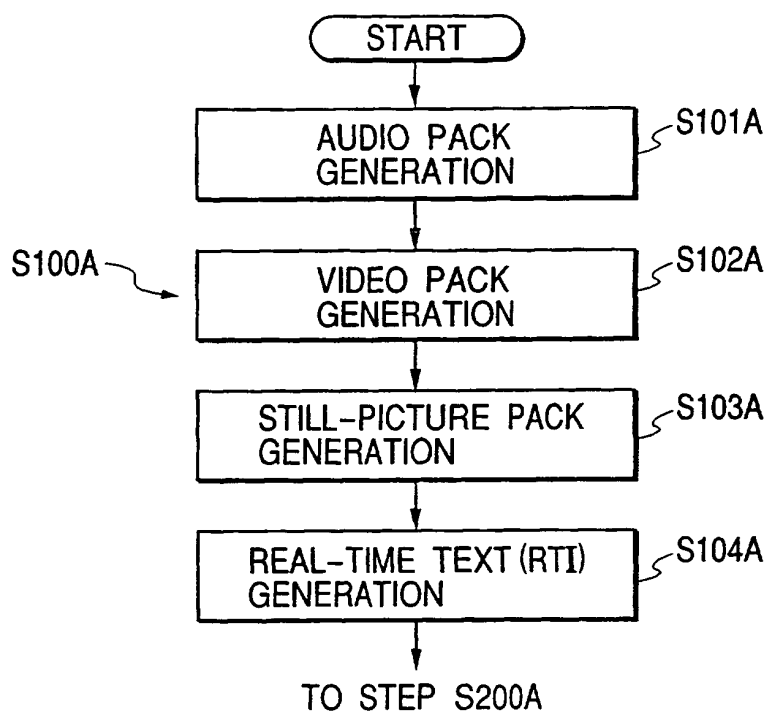 START
AUDIO PACK
GENERATION
S101A
S100A
VIDEO PACK
GENERATION
S102A
STILL-PICTURE PACK
GENERATION
S103A
REAL-TIME TEXT (RTI)
GENERATION
S104A
TO STEP S200A